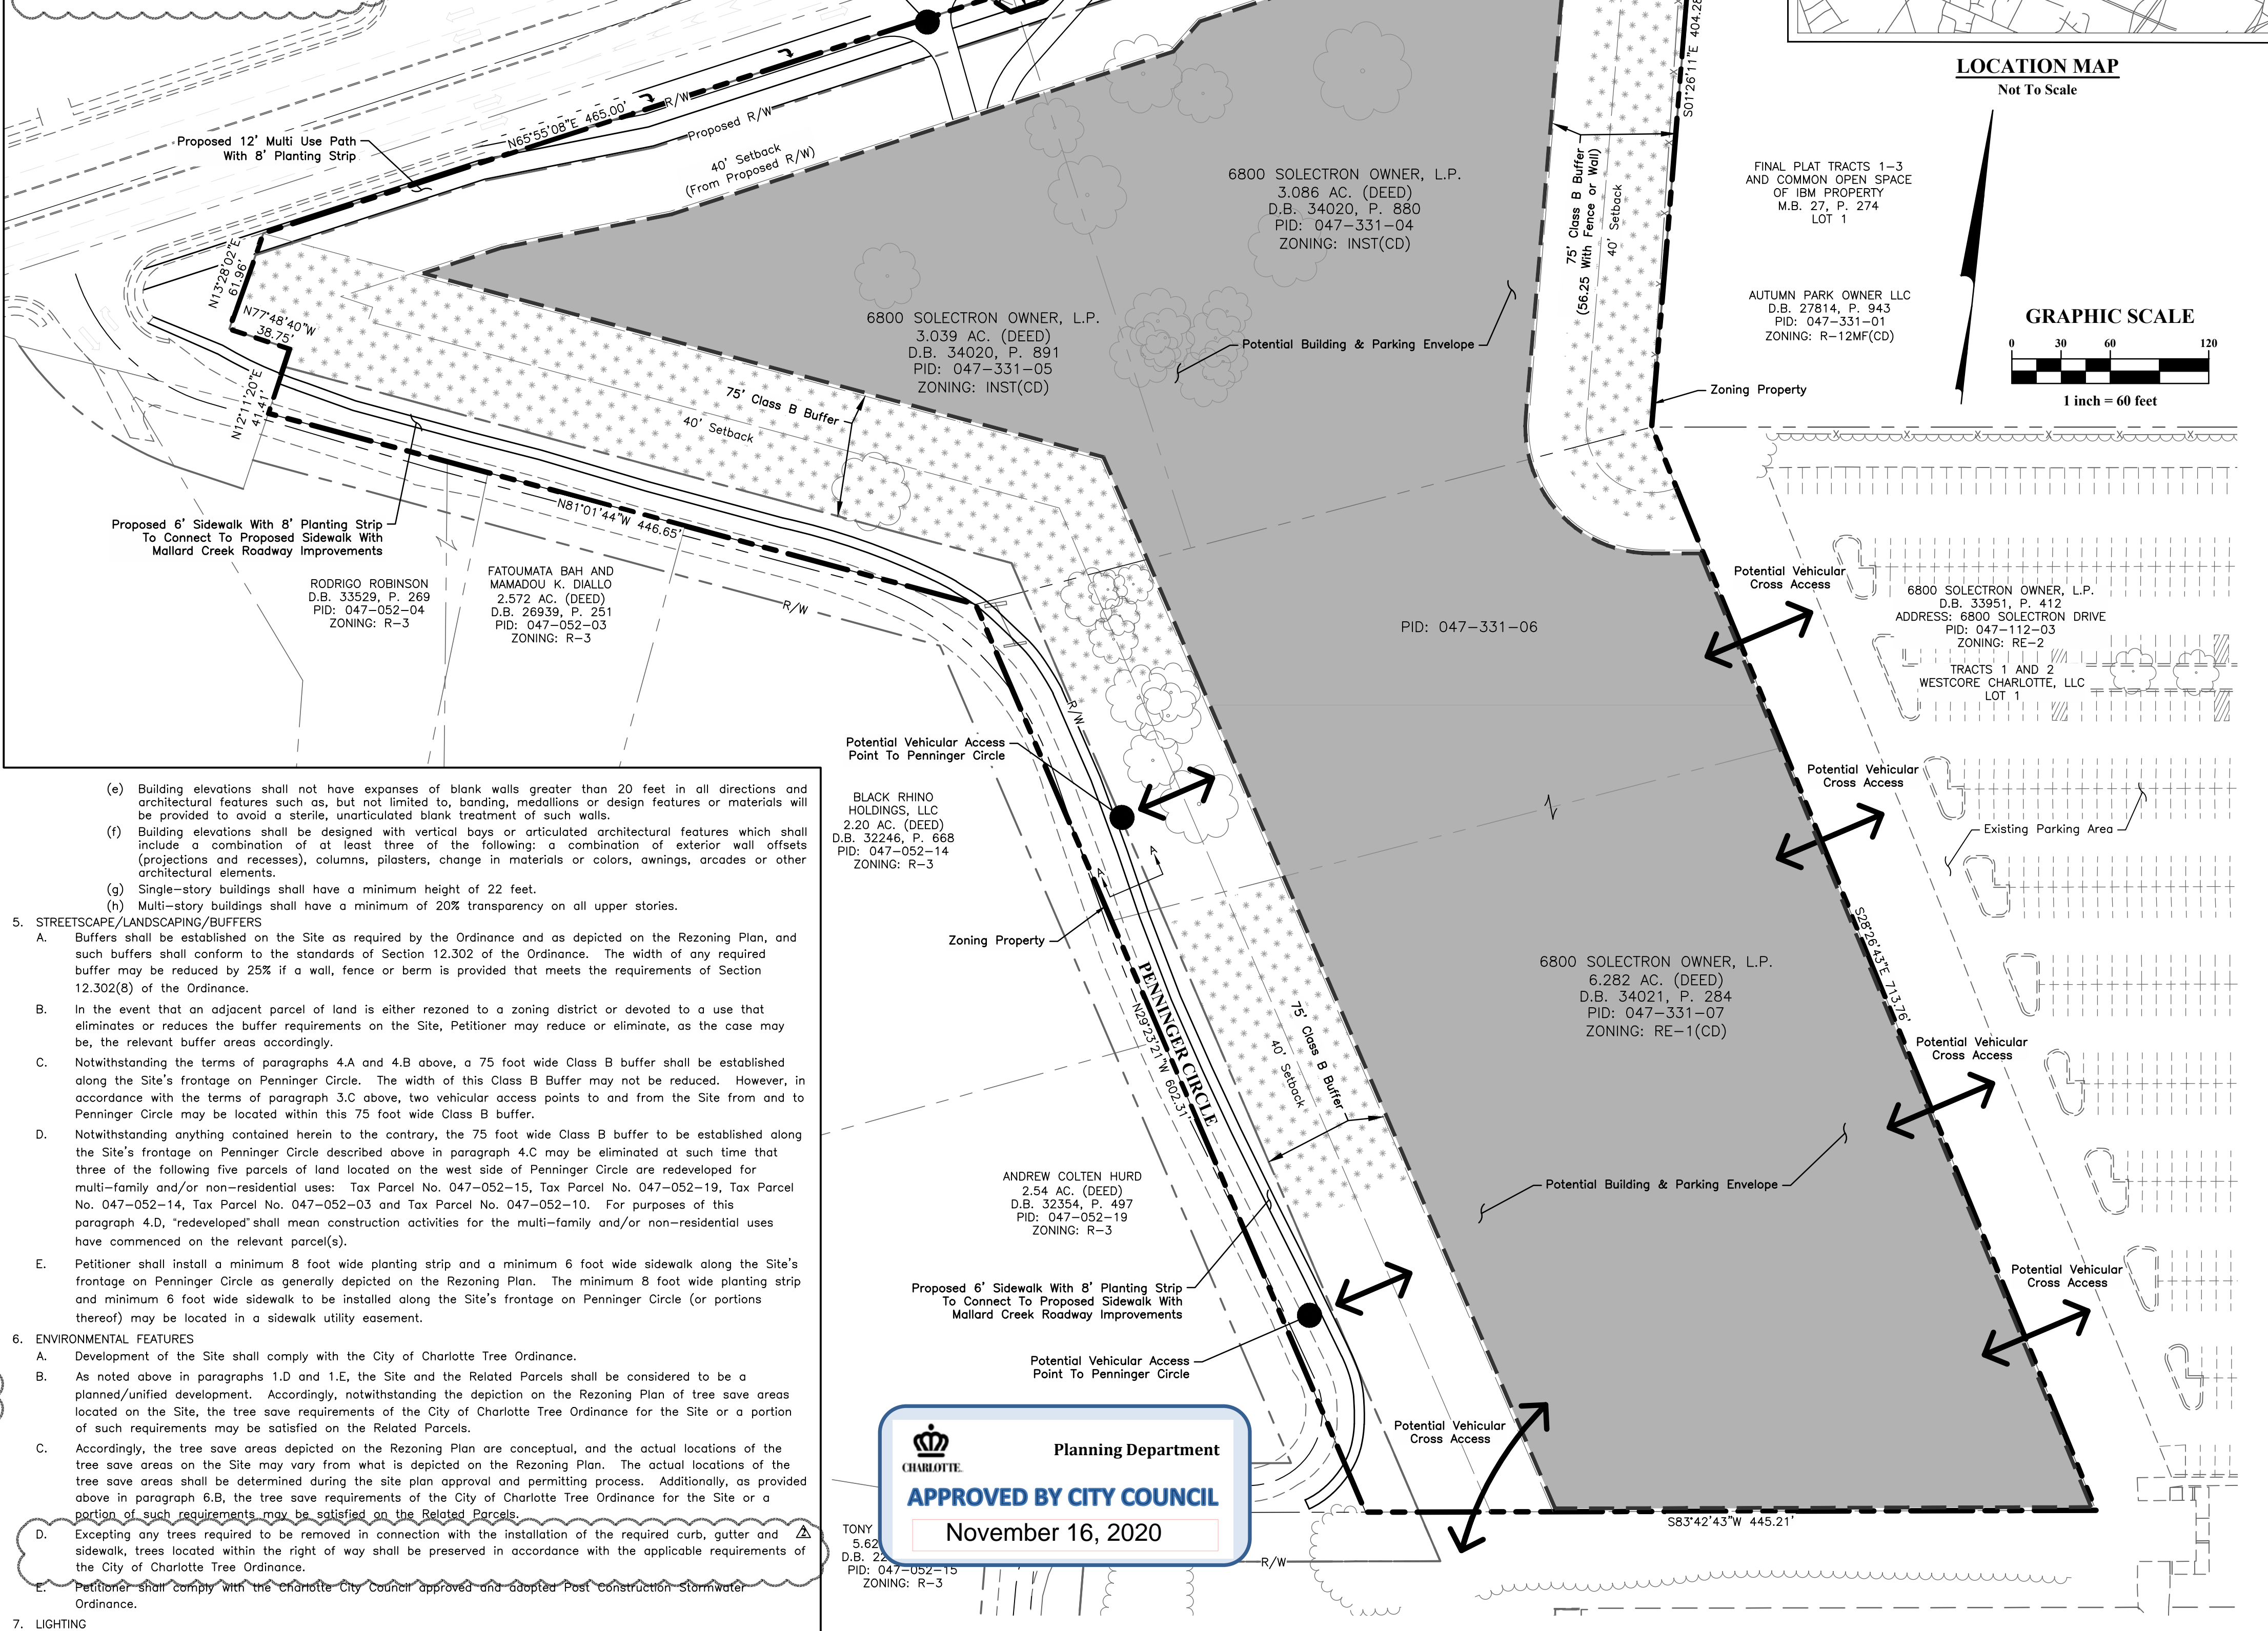 S01°26'11"E 404.28
LOCATION MAP
Not To Scale
N65°55'08"E 465.00'
R/W
Proposed R/W
40' Setback
(From Proposed R/W)
Proposed 12' Multi Use Path
With 8' Planting Strip
6800 SOLECTRON OWNER, L.P.
3.086 AC. (DEED)
D.B. 34020, P. 880
PID: 047-331-04
ZONING: INST(CD)
75' Class B Buffer
(56.25 With Fence or Wall)
40' Setback
FINAL PLAT TRACTS 1-3
AND COMMON OPEN SPACE
OF IBM PROPERTY
M.B. 27, P. 274
LOT 1
AUTUMN PARK OWNER LLC
D.B. 27814, P. 943
PID: 047-331-01
ZONING: R-12MF(CD)
GRAPHIC SCALE
0 30 60 120
1 inch = 60 feet
N13°28'02"E
61.96'
N77°48'40"W
38.75'
N12°11'20"E
41.41'
6800 SOLECTRON OWNER, L.P.
3.039 AC. (DEED)
D.B. 34020, P. 891
PID: 047-331-05
ZONING: INST(CD)
Potential Building & Parking Envelope
Zoning Property
75' Class B Buffer
40' Setback
N81°01'44"W 446.65'
Proposed 6' Sidewalk With 8' Planting Strip
To Connect To Proposed Sidewalk With
Mallard Creek Roadway Improvements
RODRIGO ROBINSON
D.B. 33529, P. 269
PID: 047-052-04
ZONING: R-3
FATOUMATA BAH AND
MAMADOU K. DIALLO
2.572 AC. (DEED)
D.B. 26939, P. 251
PID: 047-052-03
ZONING: R-3
R/W
PID: 047-331-06
Potential Vehicular
Cross Access
6800 SOLECTRON OWNER, L.P.
D.B. 33951, P. 412
ADDRESS: 6800 SOLECTRON DRIVE
PID: 047-112-03
ZONING: RE-2
TRACTS 1 AND 2
WESTCORE CHARLOTTE, LLC
LOT 1
R/W
Potential Vehicular Access
Point To Penninger Circle
BLACK RHINO
HOLDINGS, LLC
2.20 AC. (DEED)
D.B. 32246, P. 668
PID: 047-052-14
ZONING: R-3
A
A
Zoning Property
PENNINGER CIRCLE
N29°23'21"W 602.31'
75' Class B Buffer
40' Setback
Potential Vehicular
Cross Access
Existing Parking Area
S28°26'43"E 713.76'
6800 SOLECTRON OWNER, L.P.
6.282 AC. (DEED)
D.B. 34021, P. 284
PID: 047-331-07
ZONING: RE-1(CD)
Potential Vehicular
Cross Access
Potential Building & Parking Envelope
ANDREW COLTEN HURD
2.54 AC. (DEED)
D.B. 32354, P. 497
PID: 047-052-19
ZONING: R-3
Proposed 6' Sidewalk With 8' Planting Strip
To Connect To Proposed Sidewalk With
Mallard Creek Roadway Improvements
Potential Vehicular Access
Point To Penninger Circle
Potential Vehicular
Cross Access
Potential Vehicular
Cross Access
S83°42'43"W 445.21'
R/W
TONY
5.62
D.B. 22
PID: 047-052-15
ZONING: R-3
CHARLOTTE.
Planning Department
APPROVED BY CITY COUNCIL
November 16, 2020
(e) Building elevations shall not have expanses of blank walls greater than 20 feet in all directions and
architectural features such as, but not limited to, banding, medallions or design features or materials will
be provided to avoid a sterile, unarticulated blank treatment of such walls.
(f) Building elevations shall be designed with vertical bays or articulated architectural features which shall
include a combination of at least three of the following: a combination of exterior wall offsets
(projections and recesses), columns, pilasters, change in materials or colors, awnings, arcades or other
architectural elements.
(g) Single-story buildings shall have a minimum height of 22 feet.
(h) Multi-story buildings shall have a minimum of 20% transparency on all upper stories.
5. STREETSCAPE/LANDSCAPING/BUFFERS
A. Buffers shall be established on the Site as required by the Ordinance and as depicted on the Rezoning Plan, and
such buffers shall conform to the standards of Section 12.302 of the Ordinance. The width of any required
buffer may be reduced by 25% if a wall, fence or berm is provided that meets the requirements of Section
12.302(8) of the Ordinance.
B. In the event that an adjacent parcel of land is either rezoned to a zoning district or devoted to a use that
eliminates or reduces the buffer requirements on the Site, Petitioner may reduce or eliminate, as the case may
be, the relevant buffer areas accordingly.
C. Notwithstanding the terms of paragraphs 4.A and 4.B above, a 75 foot wide Class B buffer shall be established
along the Site's frontage on Penninger Circle. The width of this Class B Buffer may not be reduced. However, in
accordance with the terms of paragraph 3.C above, two vehicular access points to and from the Site from and to
Penninger Circle may be located within this 75 foot wide Class B buffer.
D. Notwithstanding anything contained herein to the contrary, the 75 foot wide Class B buffer to be established along
the Site's frontage on Penninger Circle described above in paragraph 4.C may be eliminated at such time that
three of the following five parcels of land located on the west side of Penninger Circle are redeveloped for
multi-family and/or non-residential uses: Tax Parcel No. 047-052-15, Tax Parcel No. 047-052-19, Tax Parcel
No. 047-052-14, Tax Parcel No. 047-052-03 and Tax Parcel No. 047-052-10. For purposes of this
paragraph 4.D, "redeveloped" shall mean construction activities for the multi-family and/or non-residential uses
have commenced on the relevant parcel(s).
E. Petitioner shall install a minimum 8 foot wide planting strip and a minimum 6 foot wide sidewalk along the Site's
frontage on Penninger Circle as generally depicted on the Rezoning Plan. The minimum 8 foot wide planting strip
and minimum 6 foot wide sidewalk to be installed along the Site's frontage on Penninger Circle (or portions
thereof) may be located in a sidewalk utility easement.
6. ENVIRONMENTAL FEATURES
A. Development of the Site shall comply with the City of Charlotte Tree Ordinance.
B. As noted above in paragraphs 1.D and 1.E, the Site and the Related Parcels shall be considered to be a
planned/unified development. Accordingly, notwithstanding the depiction on the Rezoning Plan of tree save areas
located on the Site, the tree save requirements of the City of Charlotte Tree Ordinance for the Site or a portion
of such requirements may be satisfied on the Related Parcels.
C. Accordingly, the tree save areas depicted on the Rezoning Plan are conceptual, and the actual locations of the
tree save areas on the Site may vary from what is depicted on the Rezoning Plan. The actual locations of the
tree save areas shall be determined during the site plan approval and permitting process. Additionally, as provided
above in paragraph 6.B, the tree save requirements of the City of Charlotte Tree Ordinance for the Site or a
portion of such requirements may be satisfied on the Related Parcels.
D. Excepting any trees required to be removed in connection with the installation of the required curb, gutter and 2
sidewalk, trees located within the right of way shall be preserved in accordance with the applicable requirements of
the City of Charlotte Tree Ordinance.
E. Petitioner shall comply with the Charlotte City Council approved and adopted Post Construction Stormwater
Ordinance.
7. LIGHTING